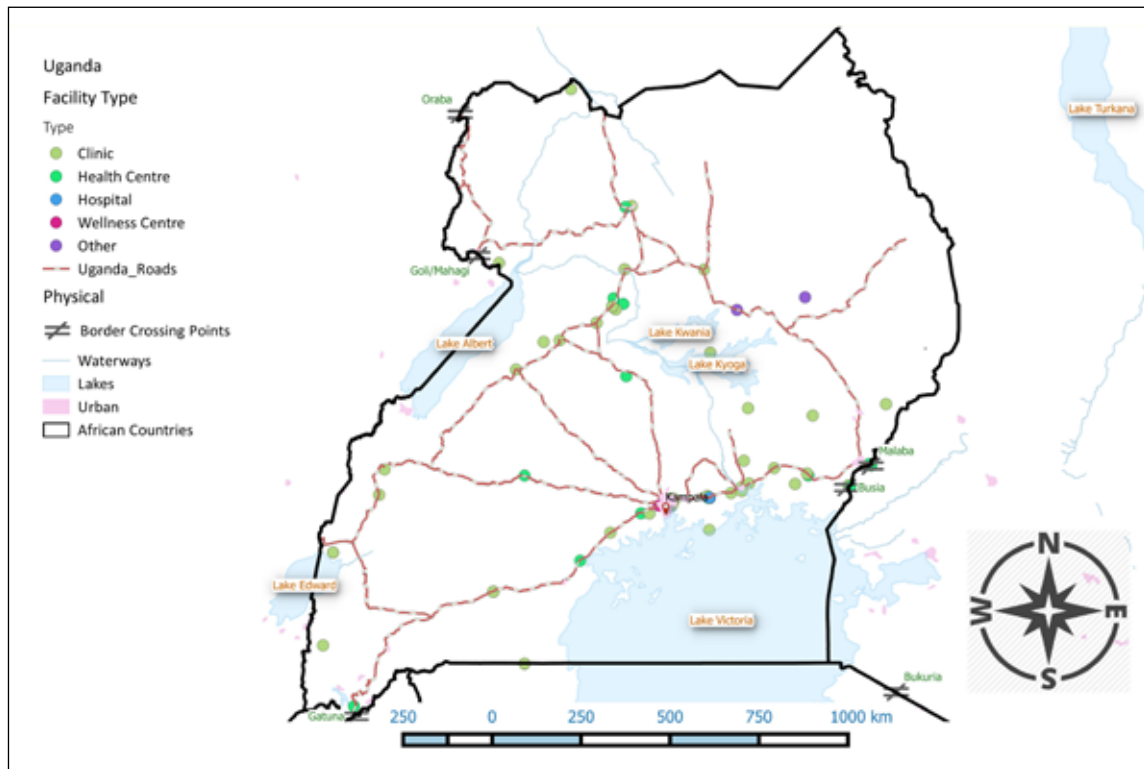 Uganda
Facility Type
Type
Clinic
Health Centre
Hospital
Wellness Centre
Other
Uganda_Roads
Physical
Border Crossing Points
Waterways
Lakes
Urban
African Countries
Oraba
Lake Turkana
Goli/Mahagi
Lake Albert
Lake Kwania
Lake Kyoga
Malaba
Busia
Kampala
Lake Edward
Lake Victoria
Gatuna
Bukuria
N
W
E
S
250 0 250 500 750 1000 km